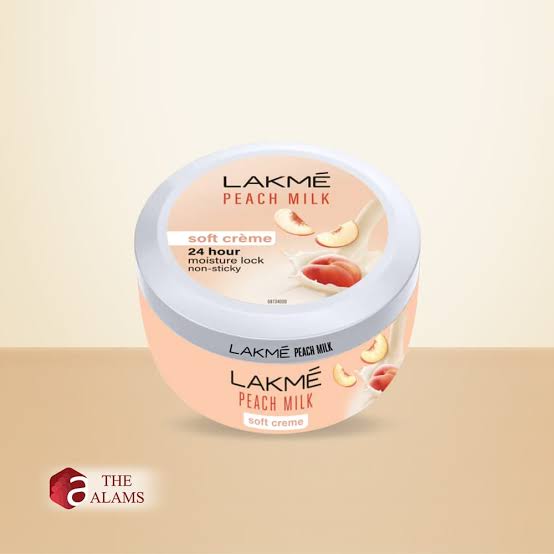 LAKMÉ
PEACH MILK
soft crème
24 hour
moisture lock
non-sticky
LAKMÉ PEACH MILK
LAKMÉ
PEACH MILK
soft creme
THE
ALAMS